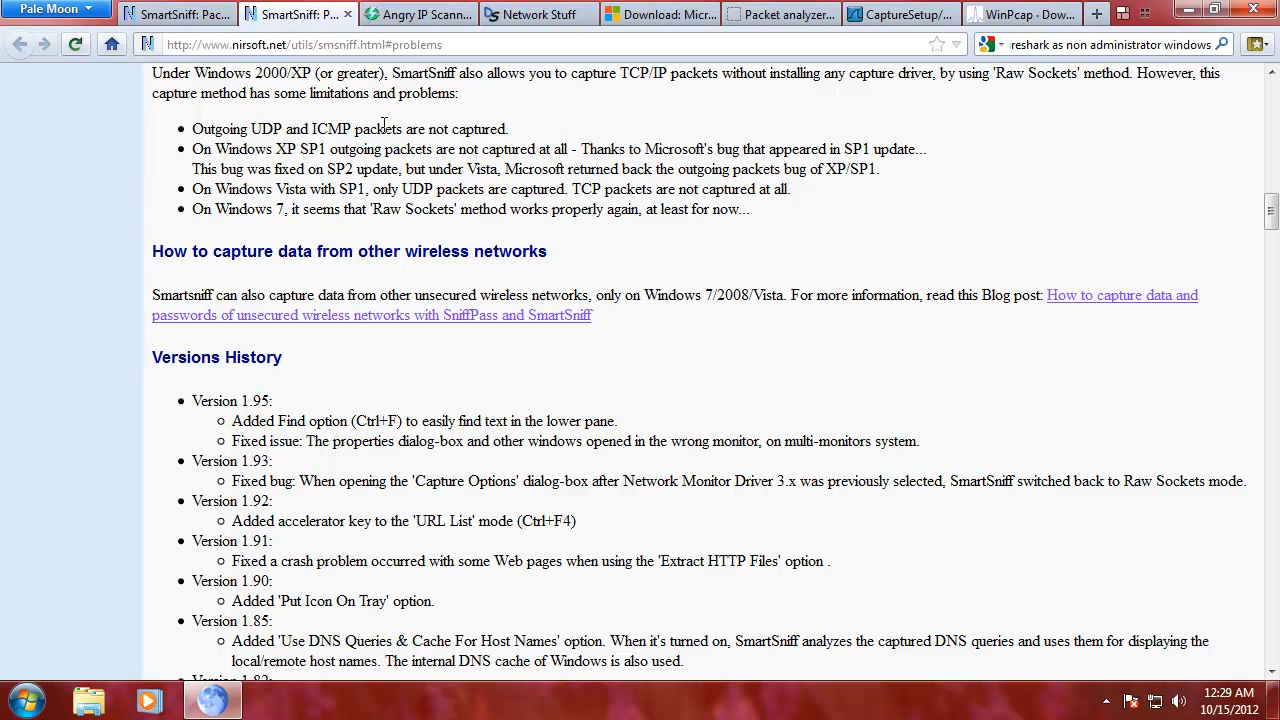 Pale Moon
SmartSniff: Pac...
SmartSniff: P...
Angry IP Scann...
Network Stuff
Download: Micr...
Packet analyzer...
CaptureSetup/...
WinPcap · Dow...
http://www.nirsoft.net/utils/smsniff.html#problems
reshark as non administrator windows
Under Windows 2000/XP (or greater), SmartSniff also allows you to capture TCP/IP packets without installing any capture driver, by using 'Raw Sockets' method. However, this
capture method has some limitations and problems:
Outgoing UDP and ICMP packets are not captured.
On Windows XP SP1 outgoing packets are not captured at all - Thanks to Microsoft's bug that appeared in SP1 update...
This bug was fixed on SP2 update, but under Vista, Microsoft returned back the outgoing packets bug of XP/SP1.
On Windows Vista with SP1, only UDP packets are captured. TCP packets are not captured at all.
On Windows 7, it seems that 'Raw Sockets' method works properly again, at least for now...
How to capture data from other wireless networks
Smartsniff can also capture data from other unsecured wireless networks, only on Windows 7/2008/Vista. For more information, read this Blog post: How to capture data and
passwords of unsecured wireless networks with SniffPass and SmartSniff
Versions History
Version 1.95:
Added Find option (Ctrl+F) to easily find text in the lower pane.
Fixed issue: The properties dialog-box and other windows opened in the wrong monitor, on multi-monitors system.
Version 1.93:
Fixed bug: When opening the 'Capture Options' dialog-box after Network Monitor Driver 3.x was previously selected, SmartSniff switched back to Raw Sockets mode.
Version 1.92:
Added accelerator key to the 'URL List' mode (Ctrl+F4)
Version 1.91:
Fixed a crash problem occurred with some Web pages when using the 'Extract HTTP Files' option .
Version 1.90:
Added 'Put Icon On Tray' option.
Version 1.85:
Added 'Use DNS Queries & Cache For Host Names' option. When it's turned on, SmartSniff analyzes the captured DNS queries and uses them for displaying the
local/remote host names. The internal DNS cache of Windows is also used.
12:29 AM
10/15/2012